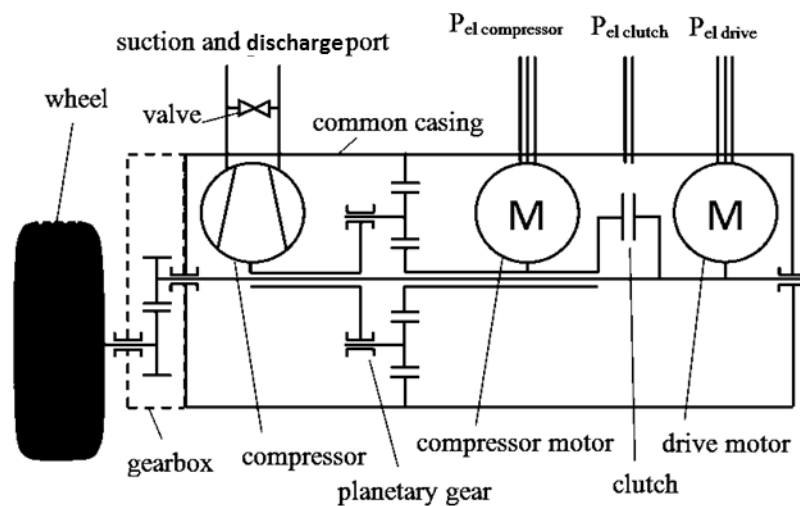 P el compressor
P el clutch
P el drive
suction and discharge port
wheel
valve
common casing
M
M
gearbox
compressor
planetary gear
compressor motor
clutch
drive motor